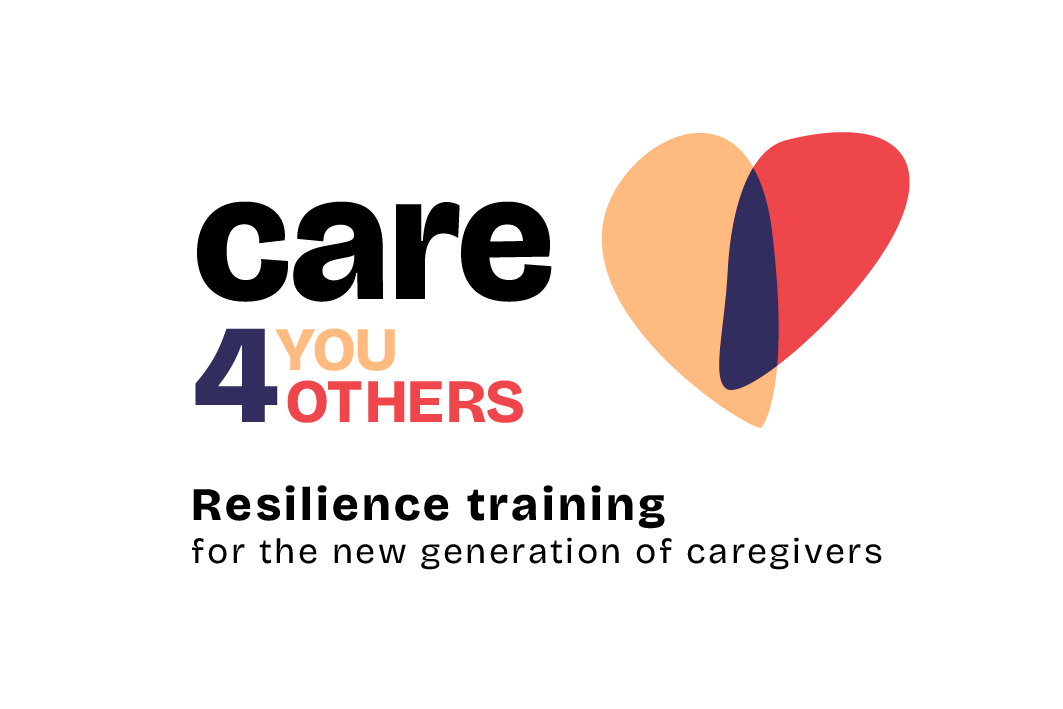 care
4 YOU
OTHERS
Resilience training
for the new generation of caregivers